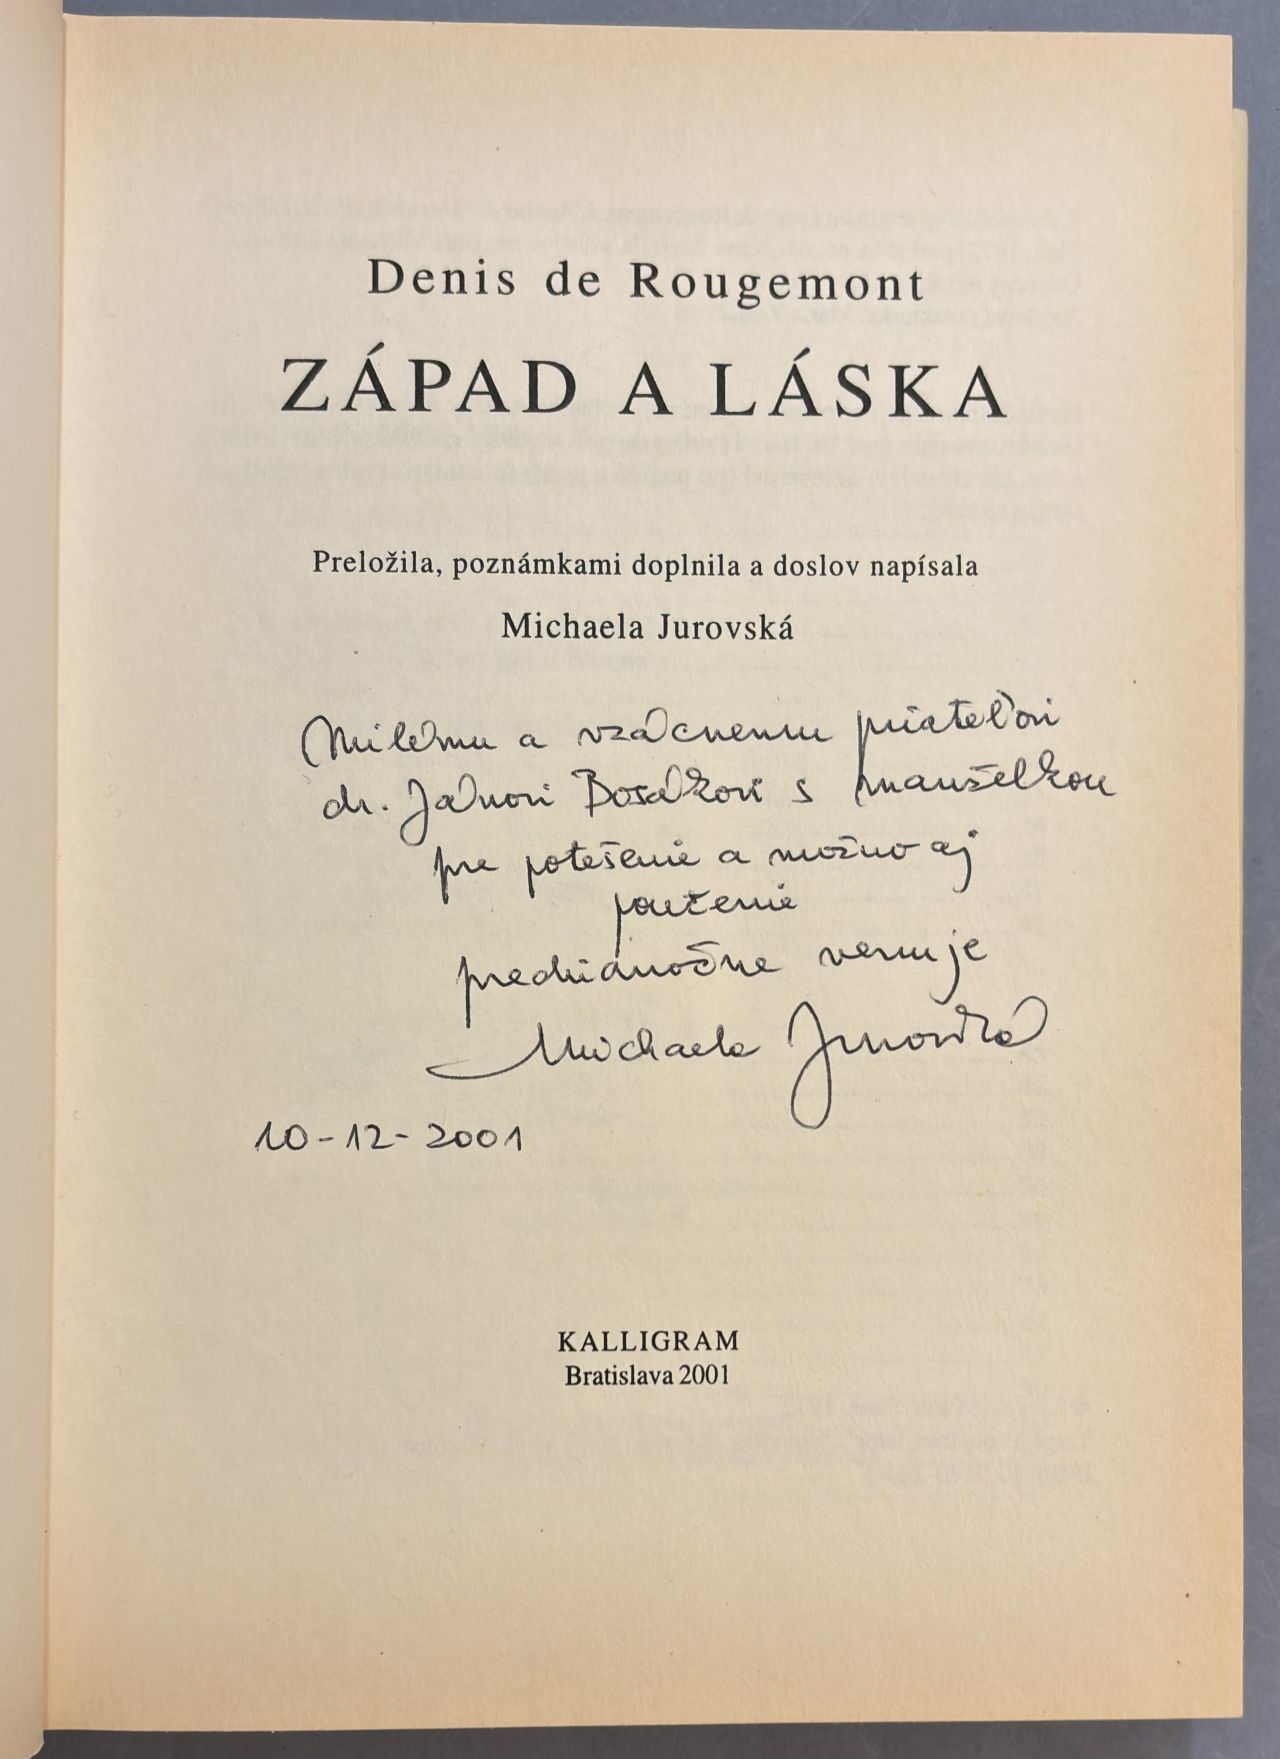 Denis de Rougemont
ZÁPAD A LÁSKA
Preložila, poznámkami doplnila a doslov napísala
Michaela Jurovská
Milému a vzácnemu priateľovi
dr. Jánovi Bosákovi s manželkou
pre potešenie a možno aj
poučenie
predvianočne venuje
Michaela Jurovská
10-12-2001
KALLIGRAM
Bratislava 2001